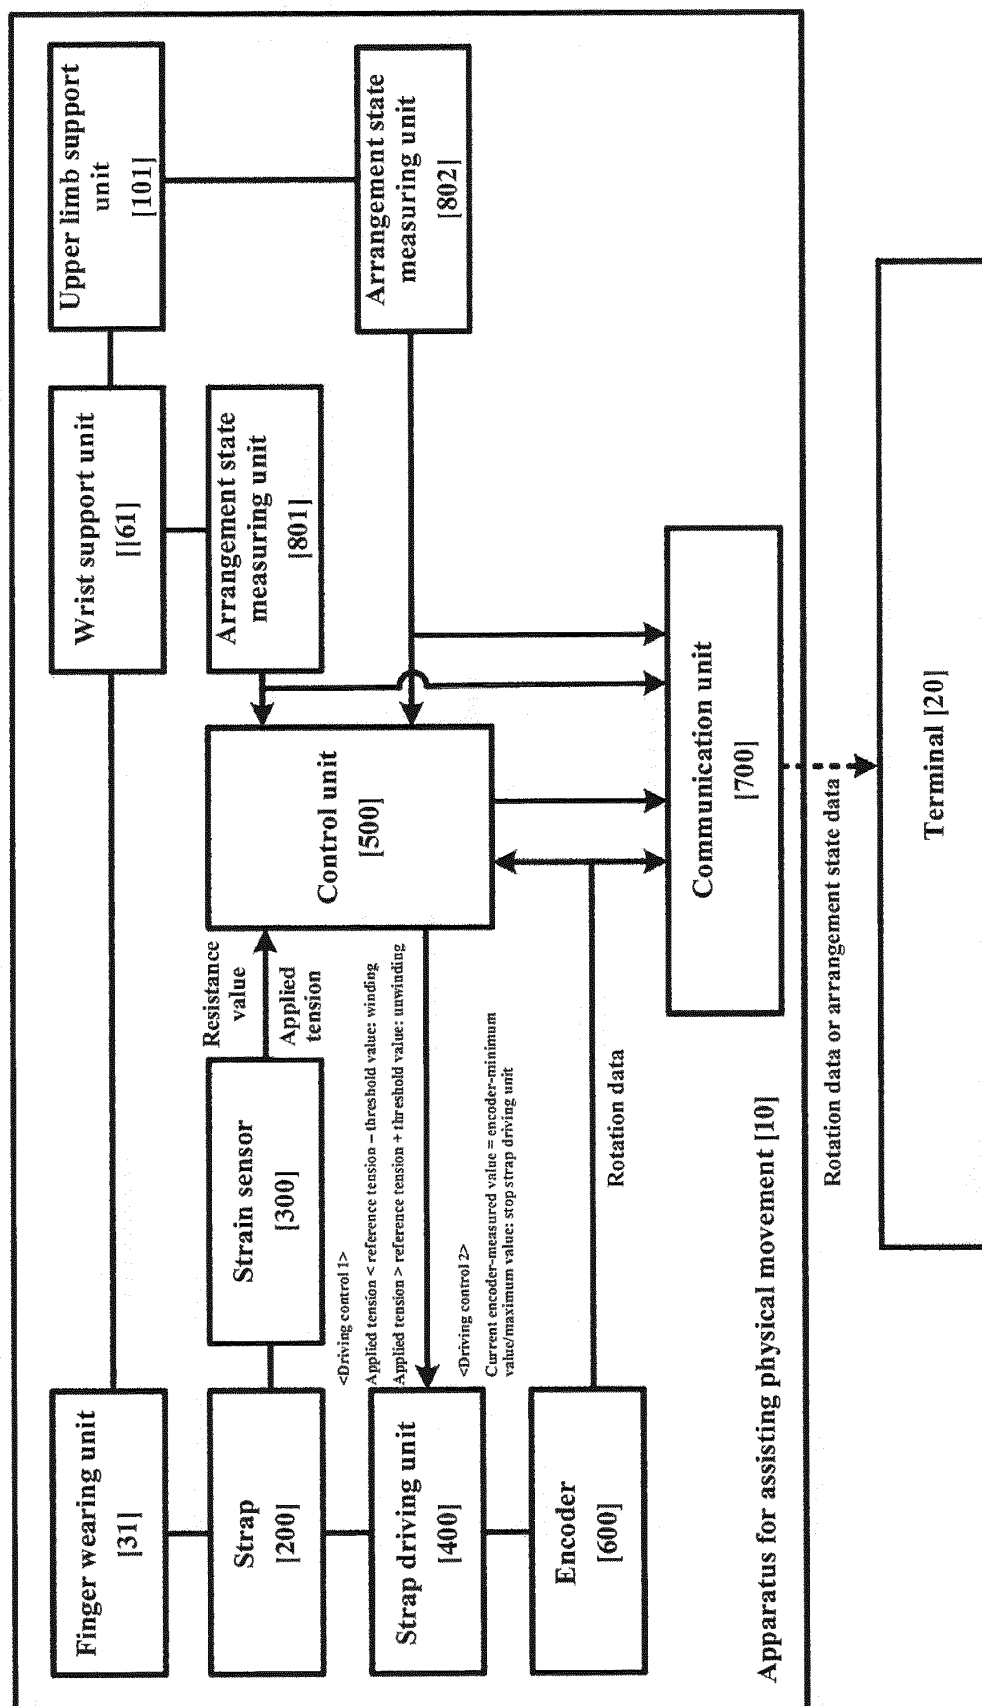 Finger wearing unit
[31]
Wrist support unit
[[61]
Upper limb support
unit
[101]
Strap
[200]
Strain sensor
[300]
Resistance
value
Applied
tension
Control unit
[500]
Arrangement state
measuring unit
[801]
Arrangement state
measuring unit
[802]
<Driving control 1>
Applied tension < reference tension – threshold value: winding
Applied tension > reference tension + threshold value: unwinding
Strap driving unit
[400]
<Driving control 2>
Current encoder-measured value = encoder-minimum
value/maximum value: stop strap driving unit
Encoder
[600]
Rotation data
Communication unit
[700]
Apparatus for assisting physical movement [10]
Rotation data or arrangement state data
Terminal [20]